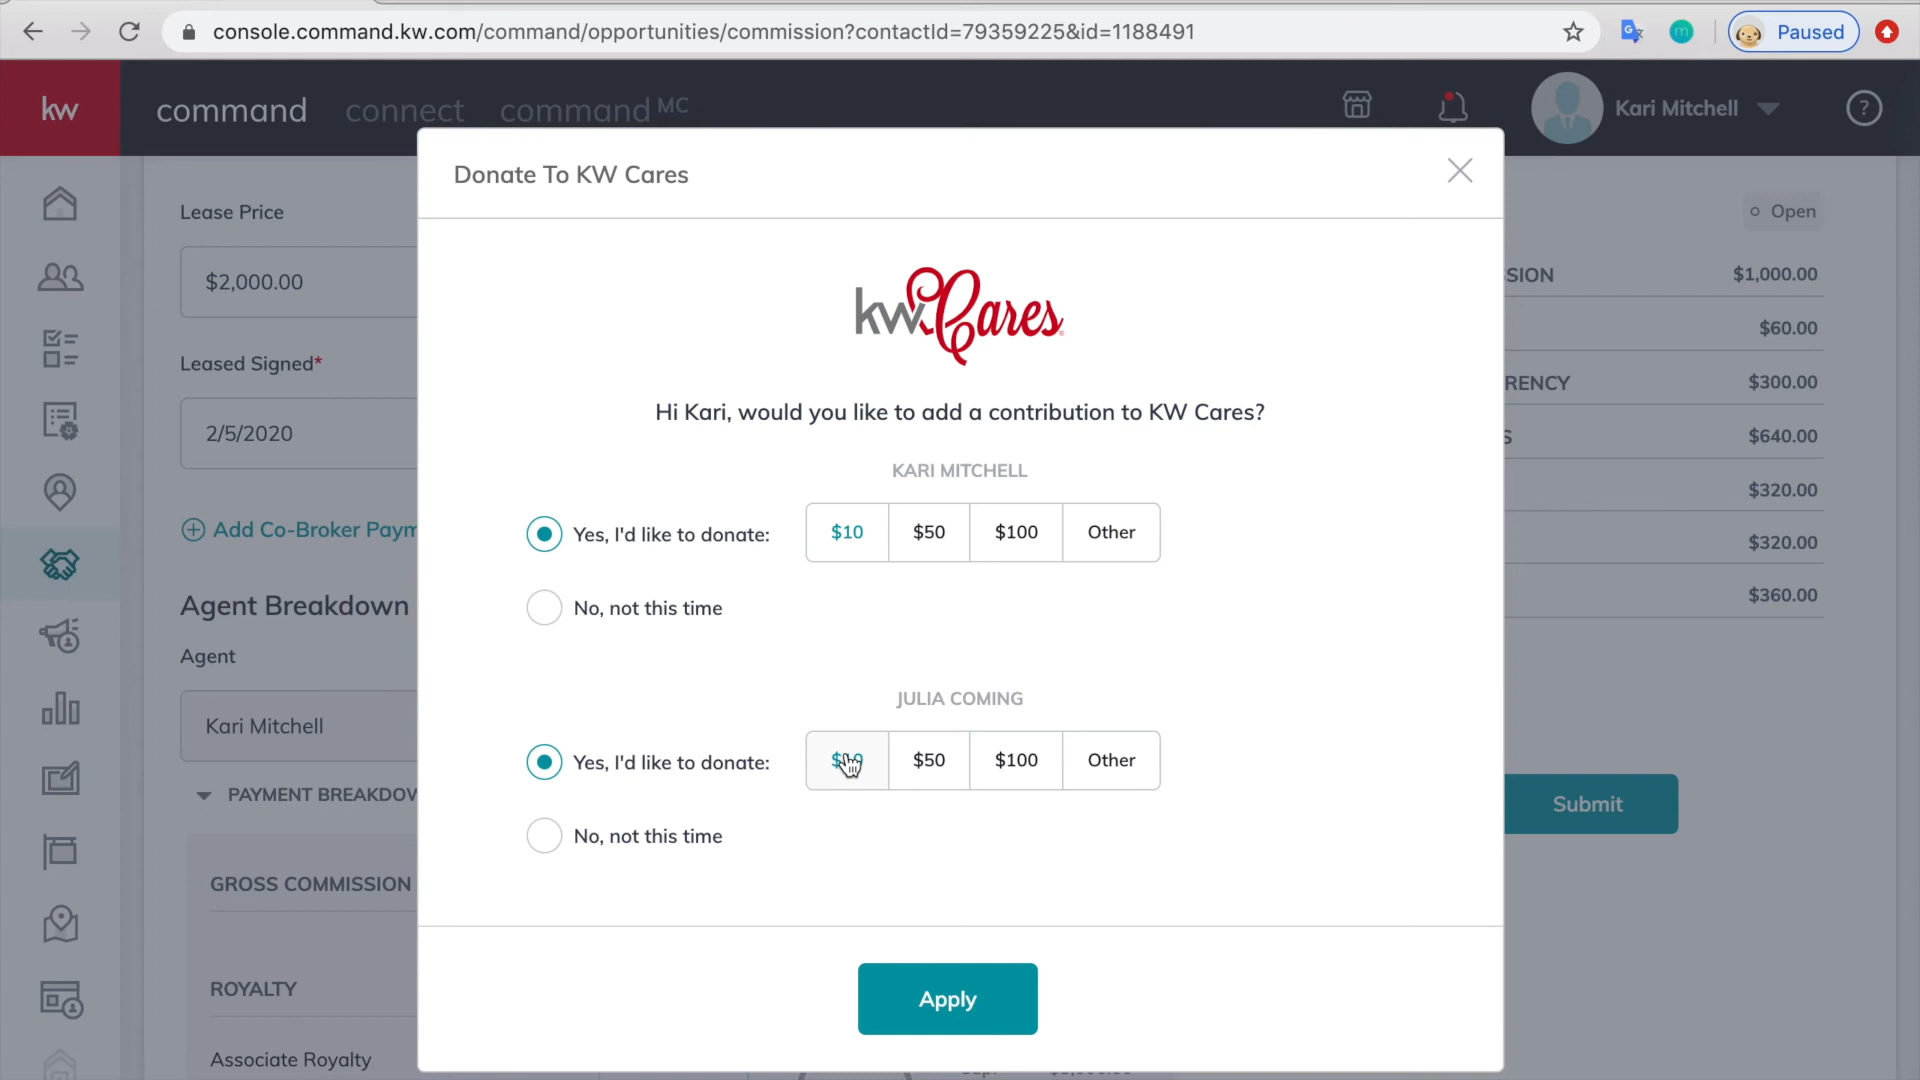 console.command.kw.com/command/opportunities/commission?contactId=79359225&id=1188491
Paused
kw
command connect command MC
Kari Mitchell
?
Donate To KW Cares
Lease Price
$2,000.00
Leased Signed*
2/5/2020
Add Co-Broker Paym
Agent Breakdown
Agent
Kari Mitchell
PAYMENT BREAKDOW
GROSS COMMISSION
ROYALTY
Associate Royalty
kw Cares
Hi Kari, would you like to add a contribution to KW Cares?
KARI MITCHELL
Yes, I'd like to donate: $10 $50 $100 Other
No, not this time
JULIA COMING
Yes, I'd like to donate: $50 $100 Other
No, not this time
Apply
Open
SION $1,000.00
$60.00
RENCY $300.00
S $640.00
$320.00
$320.00
$360.00
Submit